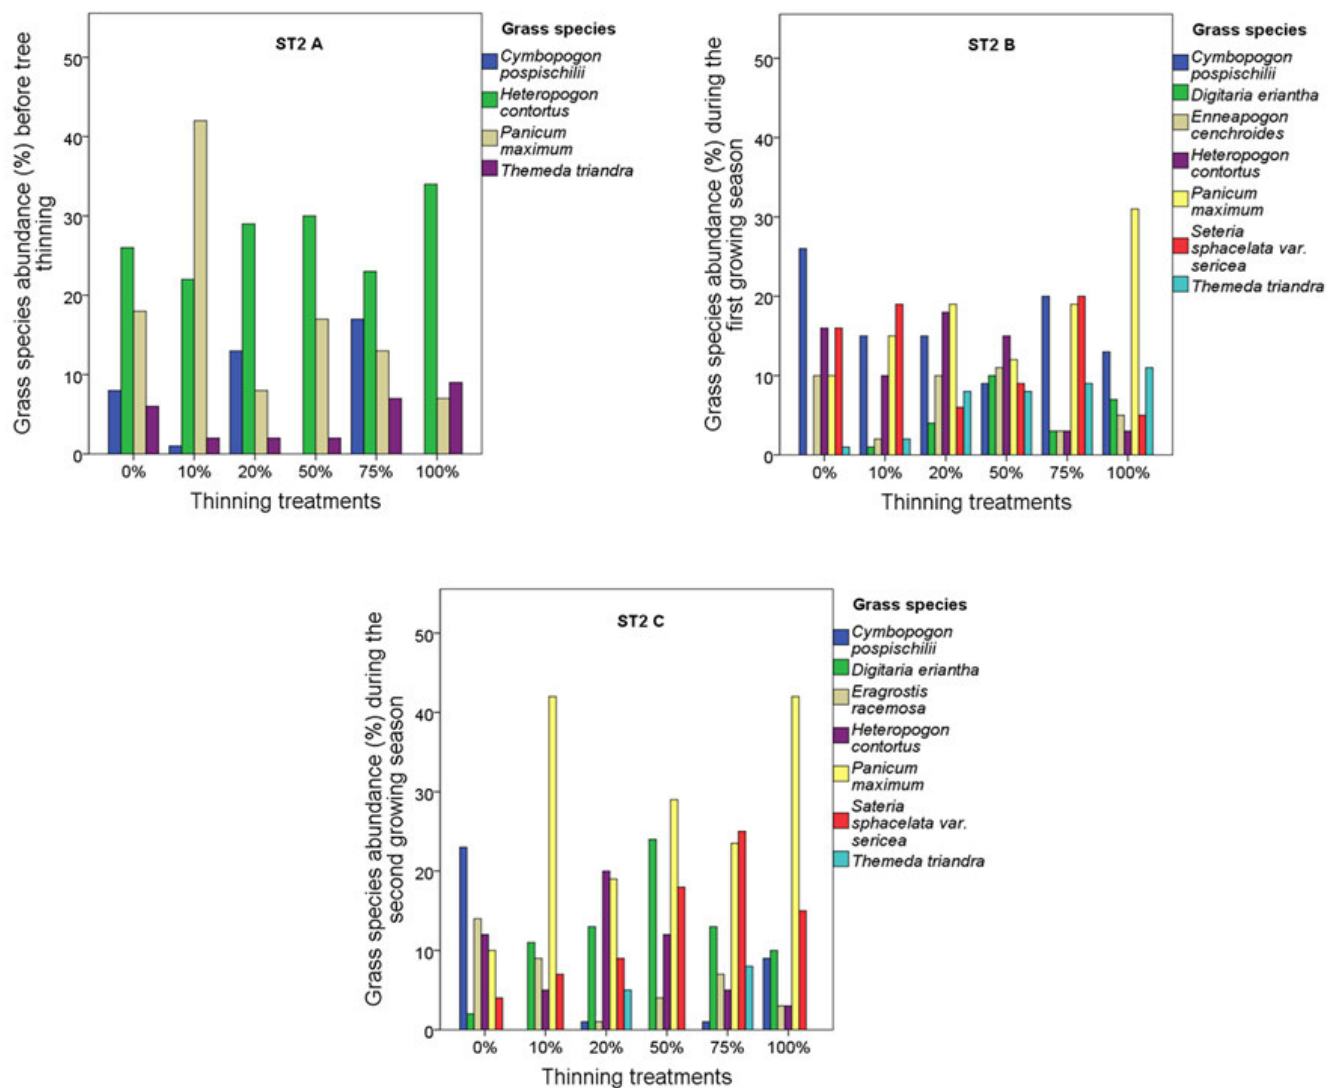 ST2 A
Grass species abundance (%) before tree
thinning
50
40
30
20
10
0
0% 10% 20% 50% 75% 100%
Thinning treatments
Grass species
Cymbopogon
pospischilii
Heteropogon
contortus
Panicum
maximum
Themeda triandra
ST2 B
Grass species abundance (%) during the
first growing season
50
40
30
20
10
0
0% 10% 20% 50% 75% 100%
Thinning treatments
Grass species
Cymbopogon
pospischilii
Digitaria eriantha
Enneapogon
cenchroides
Heteropogon
contortus
Panicum
maximum
Seteria
sphacelata var.
sericea
Themeda triandra
ST2 C
Grass species abundance (%) during the
second growing season
50
40
30
20
10
0
0% 10% 20% 50% 75% 100%
Thinning treatments
Grass species
Cymbopogon
pospischilii
Digitaria eriantha
Eragrostis
racemosa
Heteropogon
contortus
Panicum
maximum
Sateria
sphacelata var.
sericea
Themeda triandra